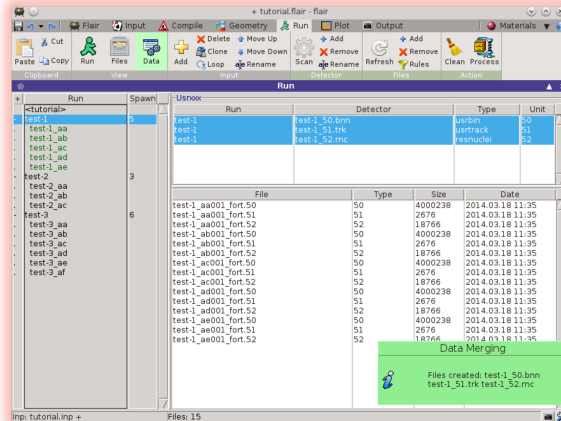 + tutorial.flair - flair
Flair Input Compile Geometry Run Plot Output Materials
Paste Cut Copy Run Files Data Add Delete Clone Loop Move Up Move Down Rename Scan Add Remove Rename Refresh Add Remove Rules Clean Process
Clipboard View Input Detector Files Action
Run
+ Run Spawn
<tutorial>
test-1 5
test-1_aa
test-1_ab
test-1_ac
test-1_ad
test-1_ae
test-2 3
test-2_aa
test-2_ab
test-2_ac
test-3 6
test-3_aa
test-3_ab
test-3_ac
test-3_ad
test-3_ae
test-3_af
Usrxxx
Run Detector Type Unit
test-1 test-1_50.bnn usrbin 50
test-1 test-1_51.trk usrtrack 51
test-1 test-1_52.rnc resnuclei 52
File Type Size Date
test-1_aa001_fort.50 50 4000238 2014.03.18 11:35
test-1_aa001_fort.51 51 2676 2014.03.18 11:35
test-1_aa001_fort.52 52 18766 2014.03.18 11:35
test-1_ab001_fort.50 50 4000238 2014.03.18 11:35
test-1_ab001_fort.51 51 2676 2014.03.18 11:35
test-1_ab001_fort.52 52 18766 2014.03.18 11:35
test-1_ac001_fort.50 50 4000238 2014.03.18 11:35
test-1_ac001_fort.51 51 2676 2014.03.18 11:35
test-1_ac001_fort.52 52 18766 2014.03.18 11:35
test-1_ad001_fort.50 50 4000238 2014.03.18 11:35
test-1_ad001_fort.51 51 2676 2014.03.18 11:35
test-1_ad001_fort.52 52 18766 2014.03.18 11:35
test-1_ae001_fort.50 50 4000238 2014.03.18 11:35
test-1_ae001_fort.51 51 2676 2014.03.18 11:35
test-1_ae001_fort.52 52 18766 2014.03.18 11:35
Data Merging
Files created: test-1_50.bnn
test-1_51.trk test-1_52.rnc
Inp: tutorial.inp + Files: 15